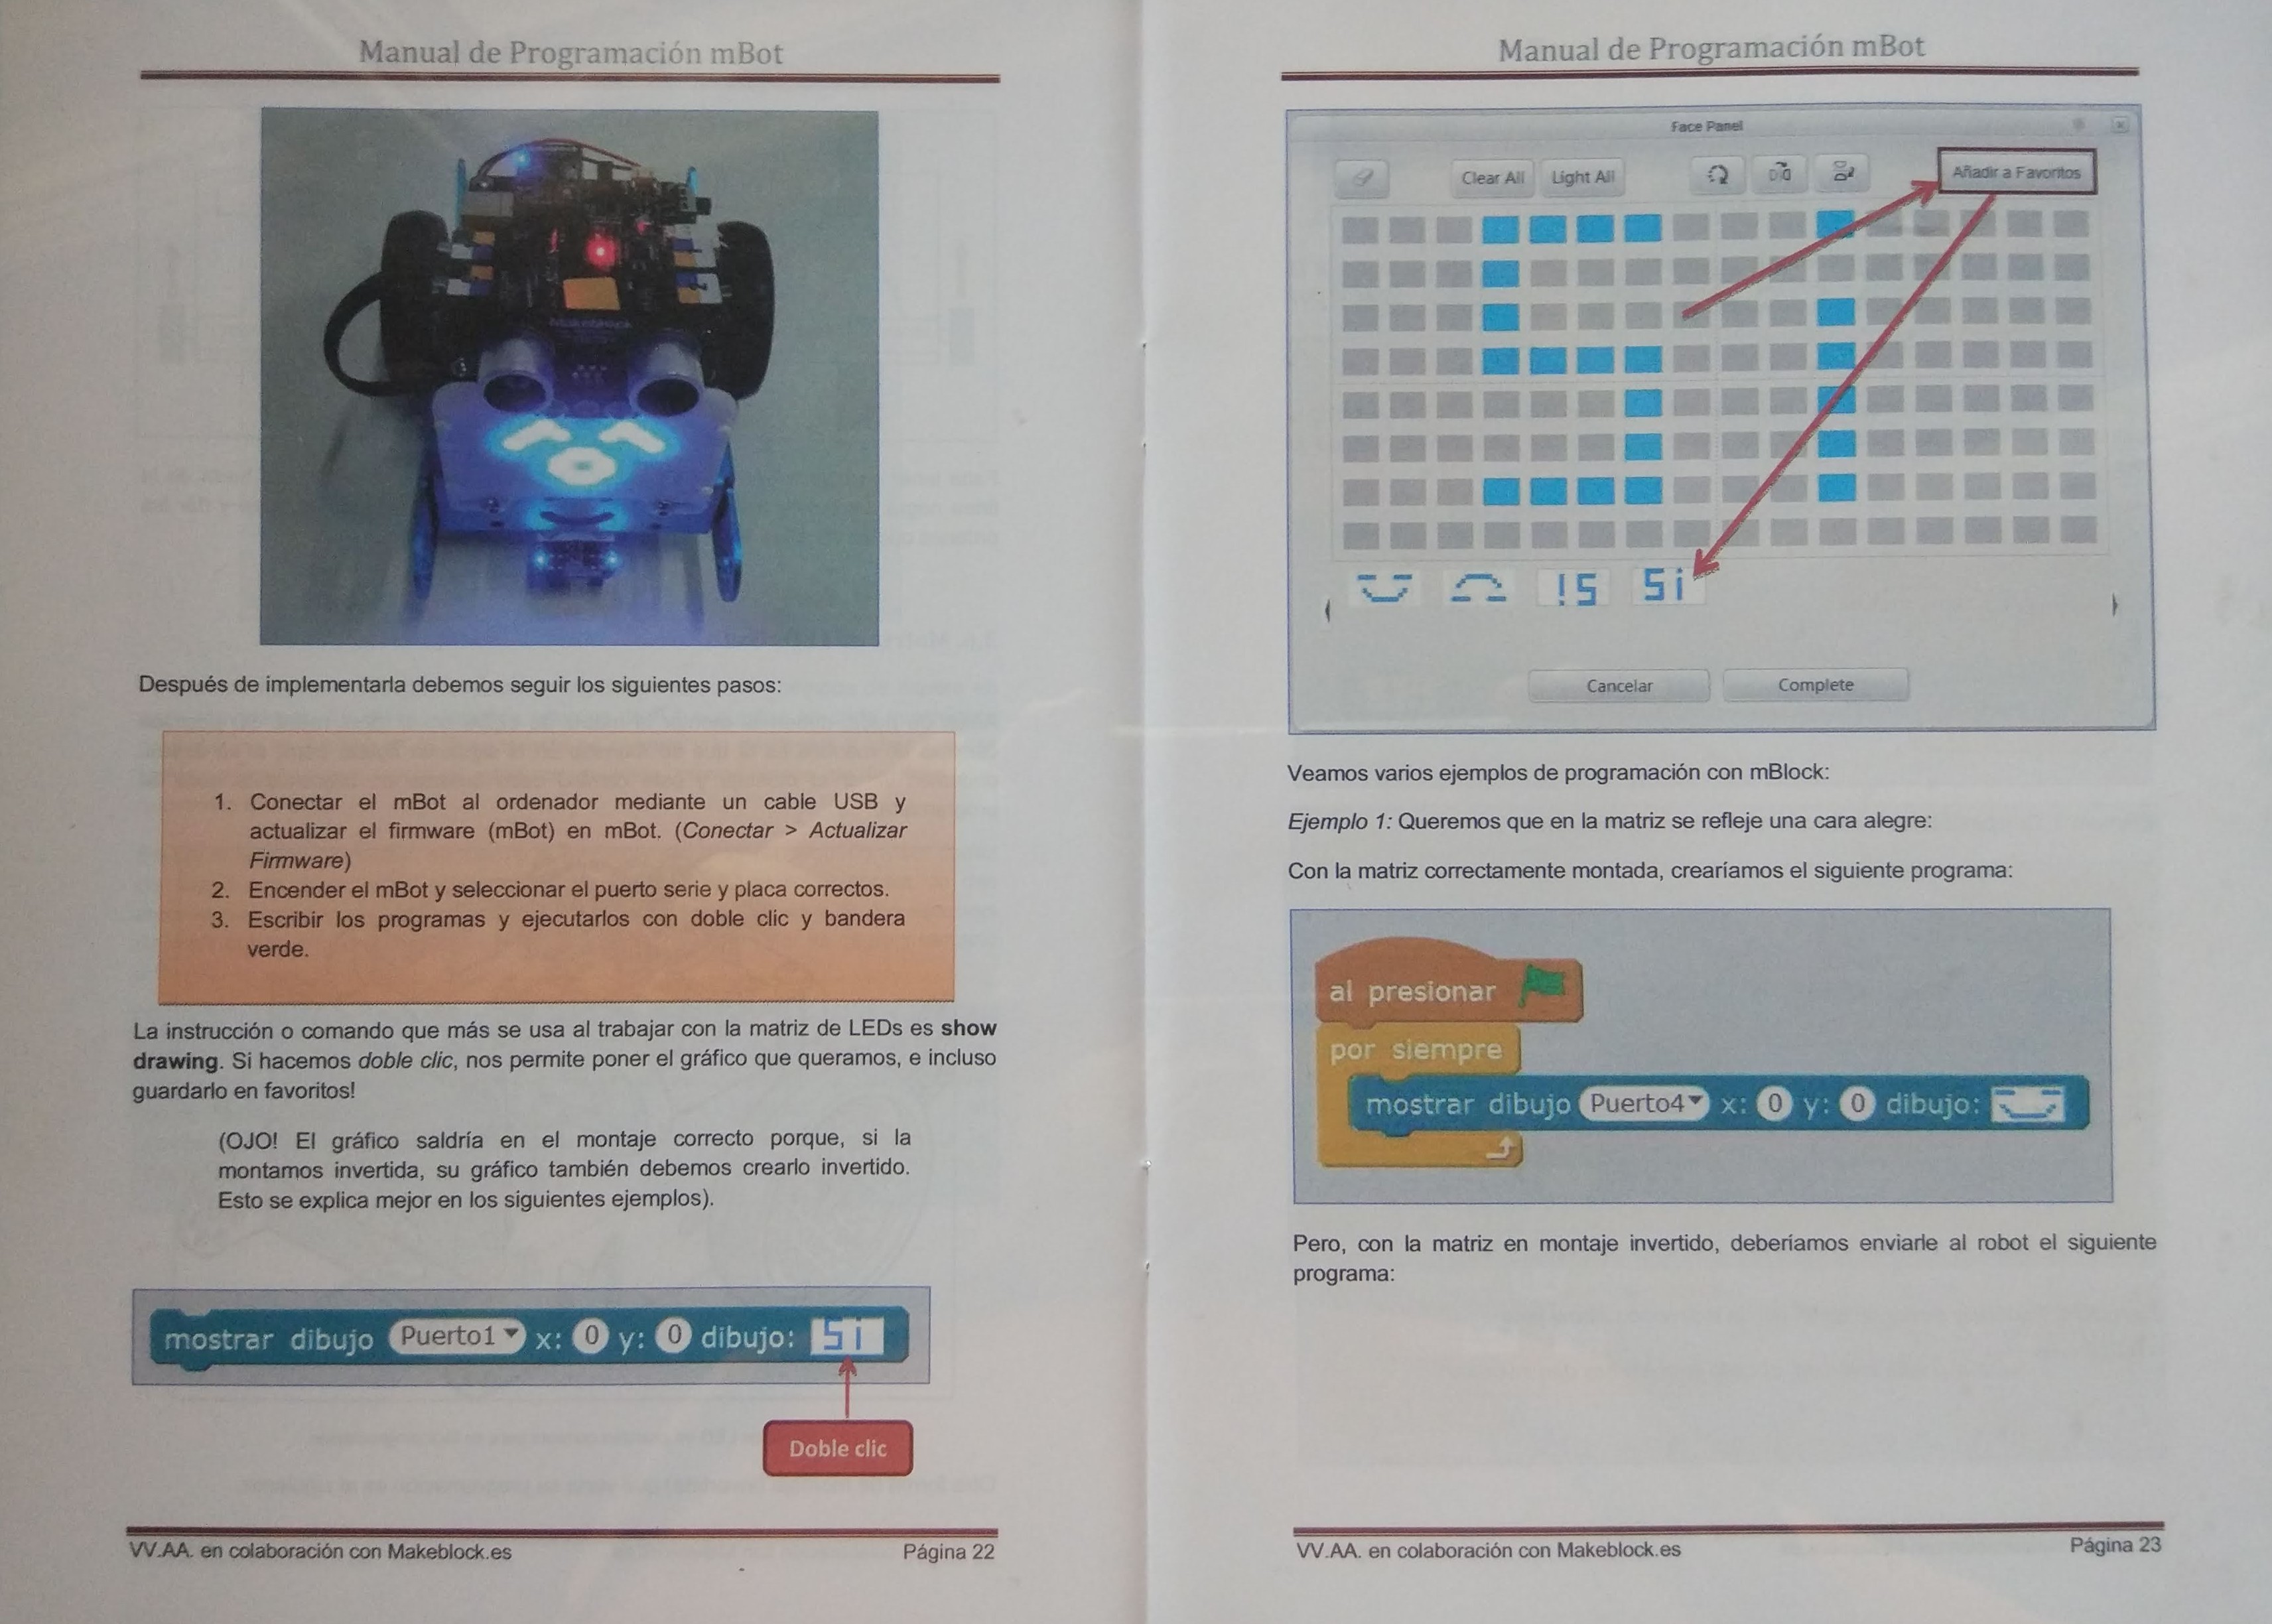 Manual de Programación mBot
Después de implementarla debemos seguir los siguientes pasos:
1. Conectar el mBot al ordenador mediante un cable USB y
actualizar el firmware (mBot) en mBot. (Conectar > Actualizar
Firmware)
2. Encender el mBot y seleccionar el puerto serie y placa correctos.
3. Escribir los programas y ejecutarlos con doble clic y bandera
verde.
La instrucción o comando que más se usa al trabajar con la matriz de LEDs es show
drawing. Si hacemos doble clic, nos permite poner el gráfico que queramos, e incluso
guardarlo en favoritos!
(OJO! El gráfico saldría en el montaje correcto porque, si la
montamos invertida, su gráfico también debemos crearlo invertido.
Esto se explica mejor en los siguientes ejemplos).
mostrar dibujo Puerto1 x: 0 y: 0 dibujo: Si
Doble clic
VV.AA. en colaboración con Makeblock.es Página 22
Manual de Programación mBot
Face Panel
Clear All Light All Añadir a Favoritos
Si
!S Si
Cancelar Complete
Veamos varios ejemplos de programación con mBlock:
Ejemplo 1: Queremos que en la matriz se refleje una cara alegre:
Con la matriz correctamente montada, crearíamos el siguiente programa:
al presionar
por siempre
mostrar dibujo Puerto4 x: 0 y: 0 dibujo:
Pero, con la matriz en montaje invertido, deberíamos enviarle al robot el siguiente
programa:
VV.AA. en colaboración con Makeblock.es Página 23